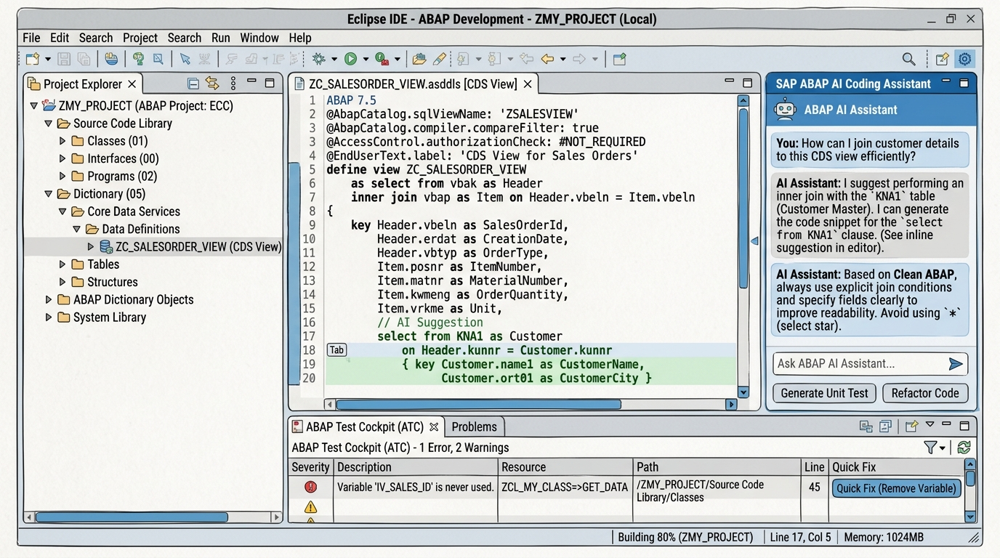 Eclipse IDE - ABAP Development - ZMY_PROJECT (Local)
File Edit Search Project Search Run Window Help
Project Explorer
ZMY_PROJECT (ABAP Project: ECC)
Source Code Library
Classes (01)
Interfaces (00)
Programs (02)
Dictionary (05)
Core Data Services
Data Definitions
ZC_SALESORDER_VIEW (CDS View)
Tables
Structures
ABAP Dictionary Objects
System Library
ZC_SALESORDER_VIEW.asddls [CDS View]
1 ABAP 7.5
2 @AbapCatalog.sqlViewName: 'ZSALESVIEW'
3 @AbapCatalog.compiler.compareFilter: true
3 @AccessControl.authorizationCheck: #NOT_REQUIRED
4 @EndUserText.label: 'CDS View for Sales Orders'
5 define view ZC_SALESORDER_VIEW
6 as select from vbak as Header
7 inner join vbap as Item on Header.vbeln = Item.vbeln
8 {
9 key Header.vbeln as SalesOrderId,
10 Header.erdat as CreationDate,
11 Header.vbtyp as OrderType,
12 Item.posnr as ItemNumber,
13 Item.matnr as MaterialNumber,
14 Item.kwmeng as OrderQuantity,
15 Item.vrkme as Unit,
16 // AI Suggestion
17 select from KNA1 as Customer
18 Tab on Header.kunnr = Customer.kunnr
19 { key Customer.name1 as CustomerName,
20 Customer.ort01 as CustomerCity }
SAP ABAP AI Coding Assistant
ABAP AI Assistant
You: How can I join customer details
to this CDS view efficiently?
AI Assistant: I suggest performing an
inner join with the `KNA1` table
(Customer Master). I can generate
the code snippet for the `select
from KNA1` clause. (See inline
suggestion in editor).
AI Assistant: Based on Clean ABAP,
always use explicit join conditions
and specify fields clearly to
improve readability. Avoid using `*`
(select star).
Ask ABAP AI Assistant...
Generate Unit Test Refactor Code
ABAP Test Cockpit (ATC) Problems
ABAP Test Cockpit (ATC) - 1 Error, 2 Warnings
Severity Description Resource Path Line Quick Fix
Variable 'IV_SALES_ID' is never used. ZCL_MY_CLASS=>GET_DATA /ZMY_PROJECT/Source Code 45 Quick Fix (Remove Variable)
Library/Classes
Building 80% (ZMY_PROJECT) Line 17, Col 5 Memory: 1024MB